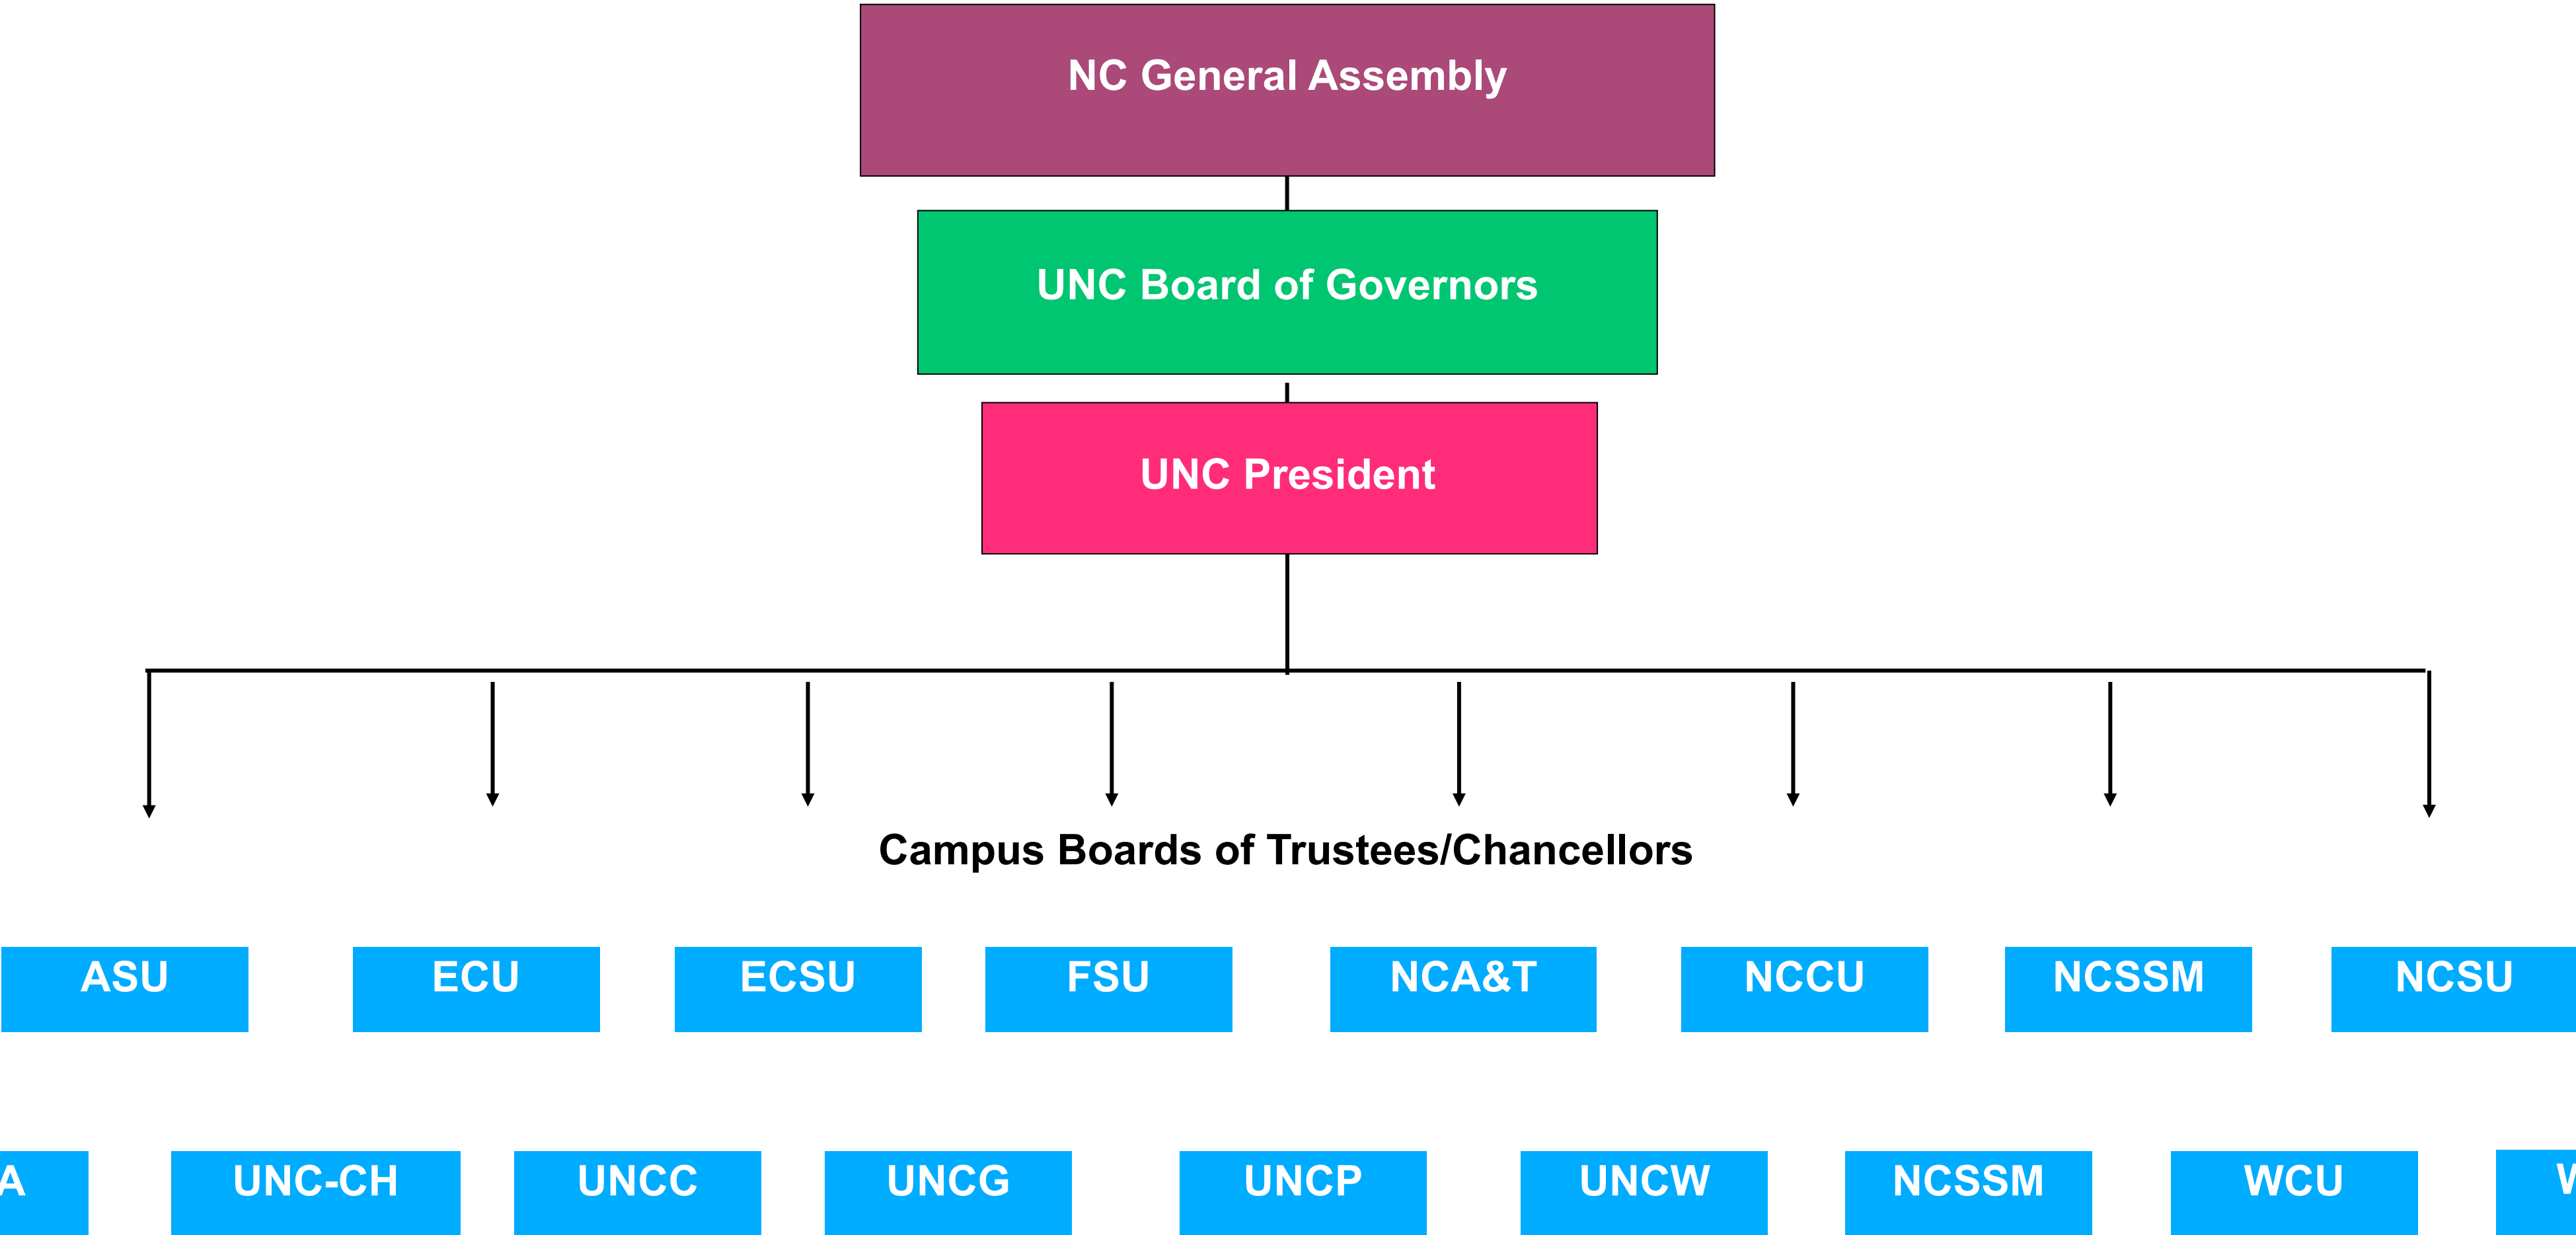 NC General Assembly
UNC Board of Governors
UNC President
Campus Boards of Trustees/Chancellors
ASU
ECU
ECSU
FSU
NCA&T
NCCU
NCSSM
NCSU
A
UNC-CH
UNCC
UNCG
UNCP
UNCW
NCSSM
WCU